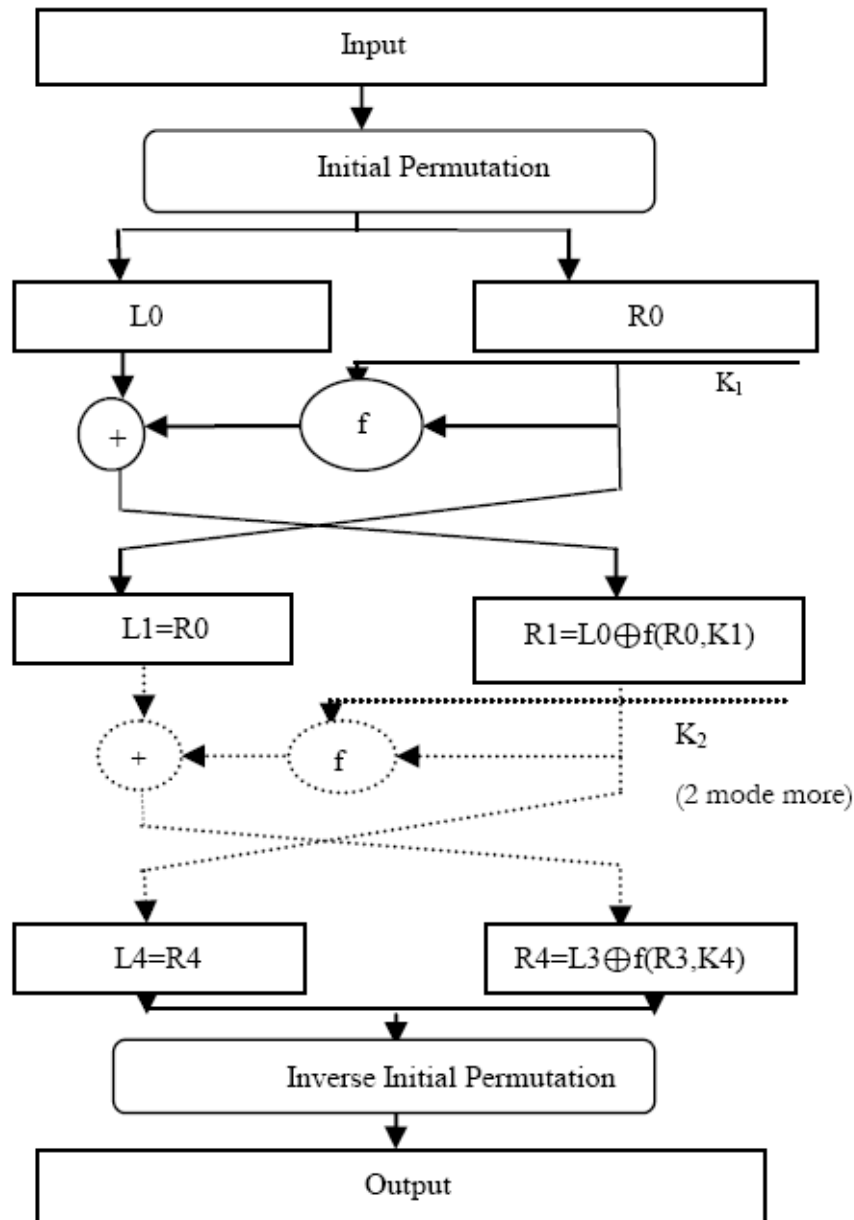 Input
Initial Permutation
L0
R0
K₁
+
f
L1=R0
R1=L0⊕f(R0,K1)
+
f
K₂
(2 mode more)
L4=R4
R4=L3⊕f(R3,K4)
Inverse Initial Permutation
Output